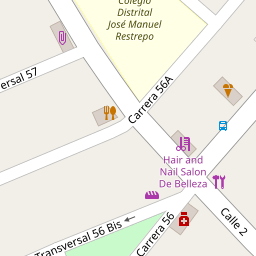 Colegio
Distrital
José Manuel
Restrepo
versal 57
Carrera 56A
Hair and
Nail Salon
De Belleza
Calle 2
Transversal 56 Bis
Carrera 56